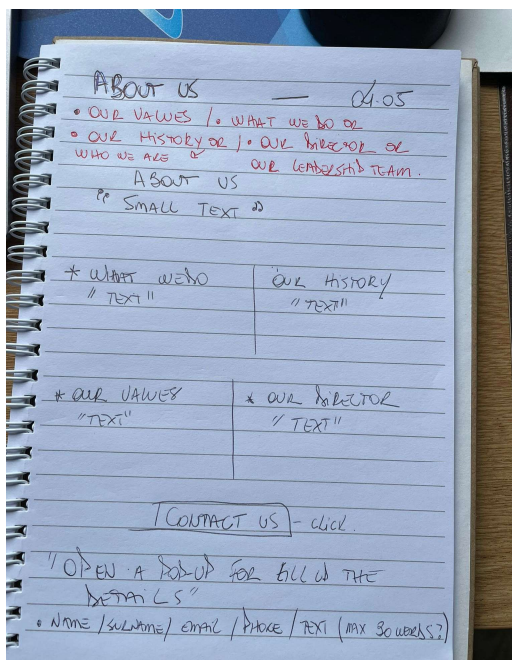 ABOUT US — 04.05
• OUR VALUES / • WHAT WE DO OR
• OUR HISTORY OR / • OUR DIRECTOR OR
WHO WE ARE OUR LEADERSHIP TEAM.
ABOUT US
" SMALL TEXT "
* WHAT WE DO OUR HISTORY
" TEXT" "TEXT"
* OUR VALUES * OUR DIRECTOR
"TEXT" " TEXT"
CONTACT US - click.
"OPEN A POP-UP FOR FILL THE
DETAILS"
• NAME / SURNAME / EMAIL / PHONE / TEXT (MAX 30 WORDS?)